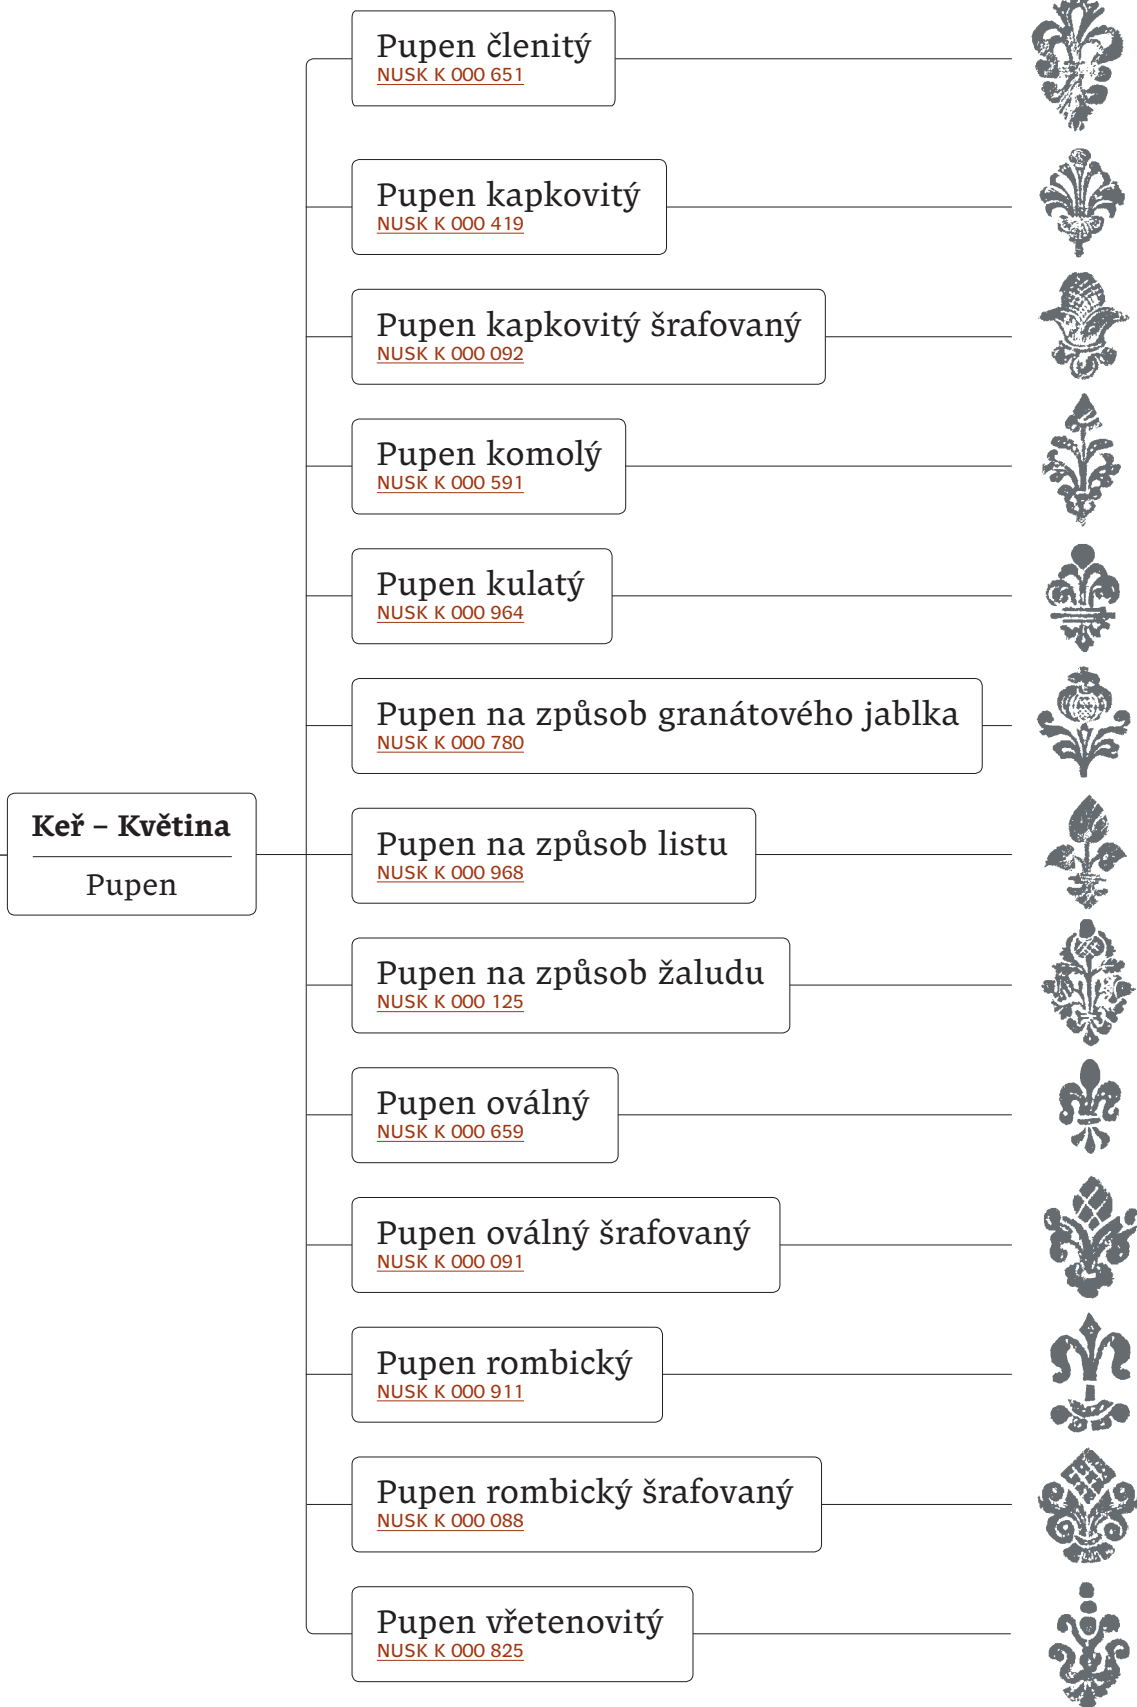 Pupen členitý
NUSK K 000 651
Pupen kapkovitý
NUSK K 000 419
Pupen kapkovitý šrafovaný
NUSK K 000 092
Pupen komolý
NUSK K 000 591
Pupen kulatý
NUSK K 000 964
Pupen na způsob granátového jablka
NUSK K 000 780
Keř – Květina
Pupen
Pupen na způsob listu
NUSK K 000 968
Pupen na způsob žaludu
NUSK K 000 125
Pupen oválný
NUSK K 000 659
Pupen oválný šrafovaný
NUSK K 000 091
Pupen rombický
NUSK K 000 911
Pupen rombický šrafovaný
NUSK K 000 088
Pupen vřetenovitý
NUSK K 000 825